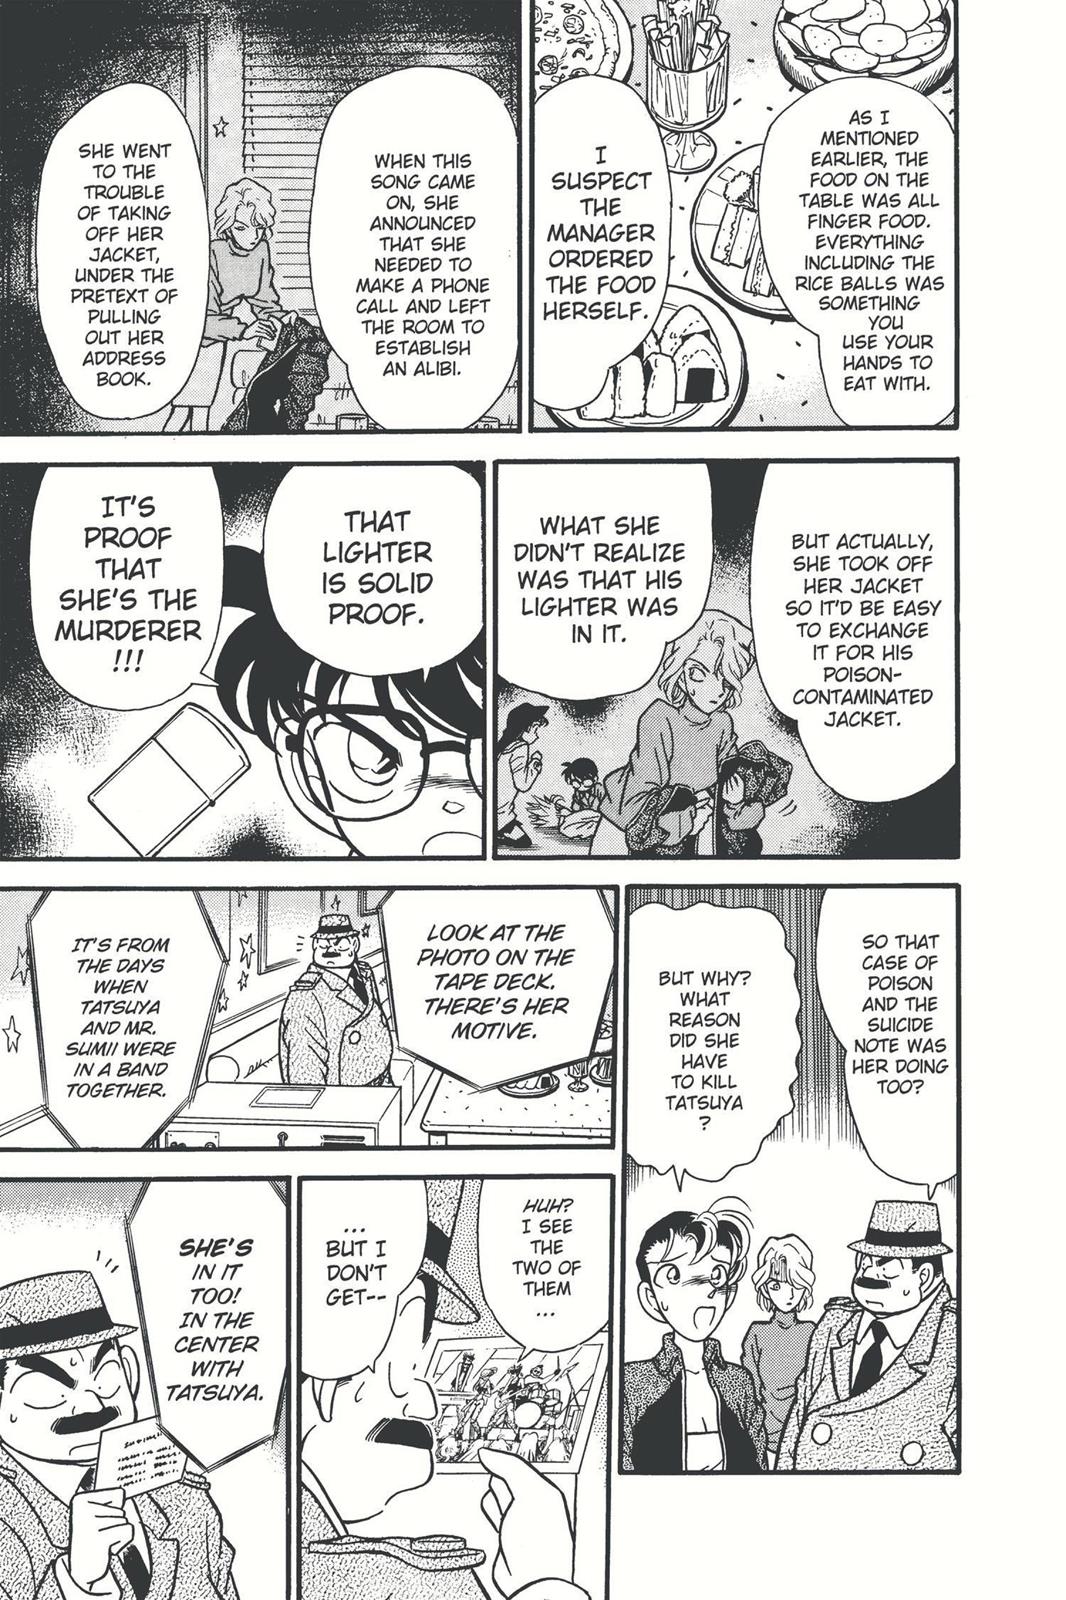 AS I
MENTIONED
EARLIER, THE
FOOD ON THE
TABLE WAS ALL
FINGER FOOD.
EVERYTHING
INCLUDING THE
RICE BALLS WAS
SOMETHING
YOU
USE YOUR
HANDS TO
EAT WITH.
I
SUSPECT
THE
MANAGER
ORDERED
THE FOOD
HERSELF.
WHEN THIS
SONG CAME
ON, SHE
ANNOUNCED
THAT SHE
NEEDED TO
MAKE A PHONE
CALL AND LEFT
THE ROOM TO
ESTABLISH
AN ALIBI.
SHE WENT
TO THE
TROUBLE
OF TAKING
OFF HER
JACKET,
UNDER THE
PRETEXT OF
PULLING
OUT HER
ADDRESS
BOOK.
BUT ACTUALLY,
SHE TOOK OFF
HER JACKET
SO IT'D BE EASY
TO EXCHANGE
IT FOR HIS
POISON-
CONTAMINATED
JACKET.
WHAT SHE
DIDN'T REALIZE
WAS THAT HIS
LIGHTER WAS
IN IT.
THAT
LIGHTER
IS SOLID
PROOF.
IT'S
PROOF
THAT
SHE'S THE
MURDERER
!!!
SO THAT
CASE OF
POISON
AND THE
SUICIDE
NOTE WAS
HER DOING
TOO?
BUT WHY?
WHAT
REASON
DID SHE
HAVE
TO KILL
TATSUYA
?
LOOK AT THE
PHOTO ON THE
TAPE DECK.
THERE'S HER
MOTIVE.
IT'S FROM
THE DAYS
WHEN
TATSUYA
AND MR.
SUMII WERE
IN A BAND
TOGETHER.
HUH?
I SEE
THE
TWO OF
THEM
...
...
BUT I
DON'T
GET--
SHE'S
IN IT
TOO!
IN THE
CENTER
WITH
TATSUYA.